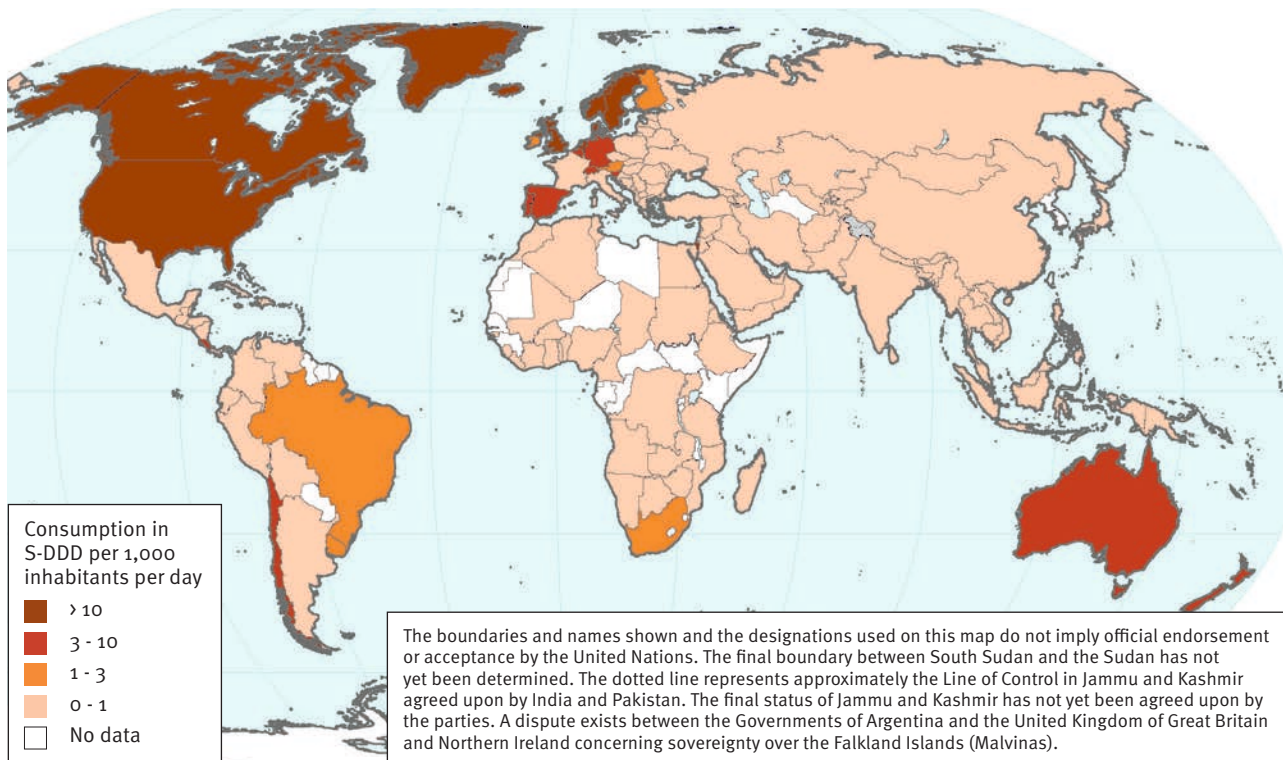 Consumption in
S-DDD per 1,000
inhabitants per day
› 10
3 - 10
1 - 3
0 - 1
No data
The boundaries and names shown and the designations used on this map do not imply official endorsement
or acceptance by the United Nations. The final boundary between South Sudan and the Sudan has not
yet been determined. The dotted line represents approximately the Line of Control in Jammu and Kashmir
agreed upon by India and Pakistan. The final status of Jammu and Kashmir has not yet been agreed upon by
the parties. A dispute exists between the Governments of Argentina and the United Kingdom of Great Britain
and Northern Ireland concerning sovereignty over the Falkland Islands (Malvinas).